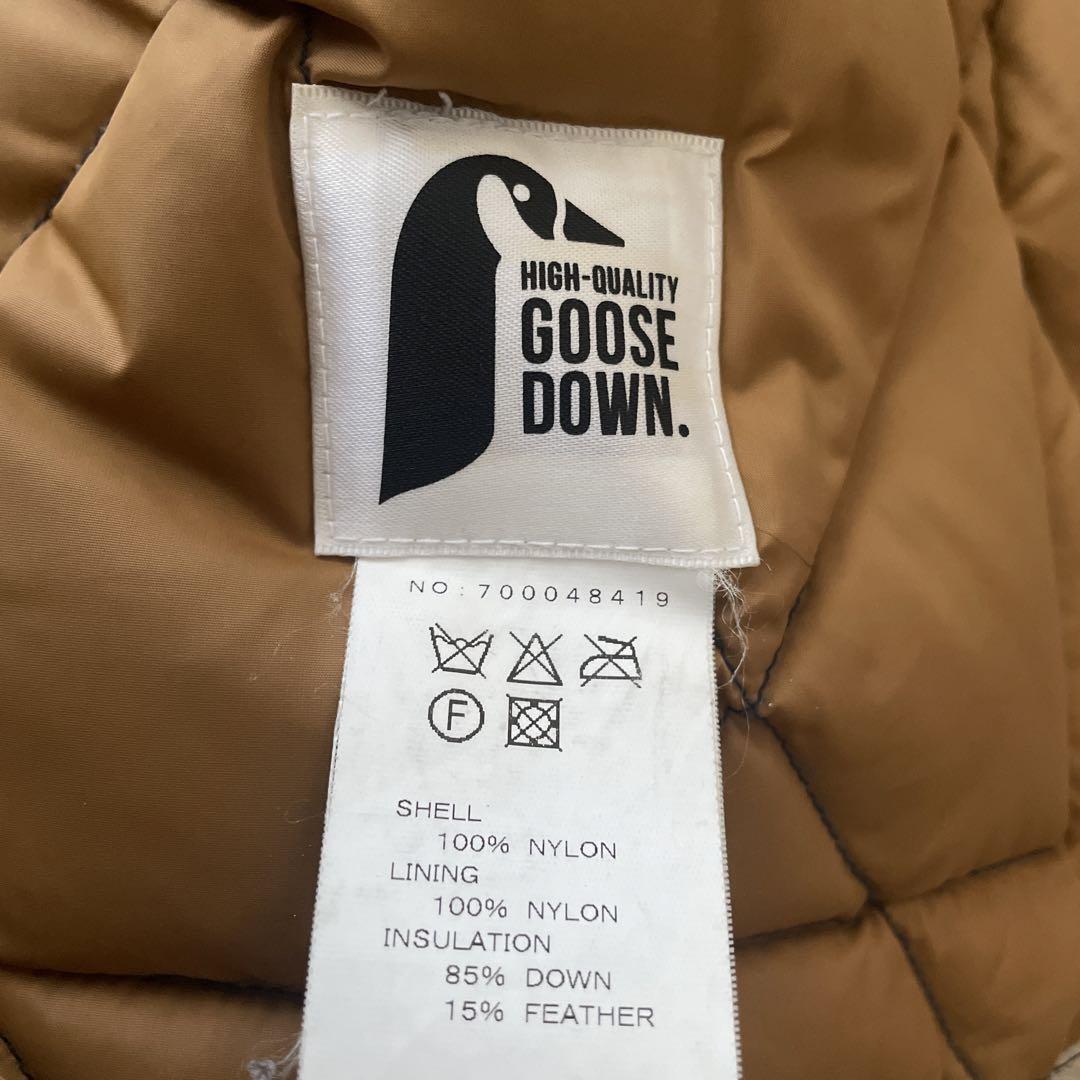 HIGH-QUALITY
GOOSE
DOWN.
NO: 700048419
F
SHELL
100% NYLON
LINING
100% NYLON
INSULATION
85% DOWN
15% FEATHER